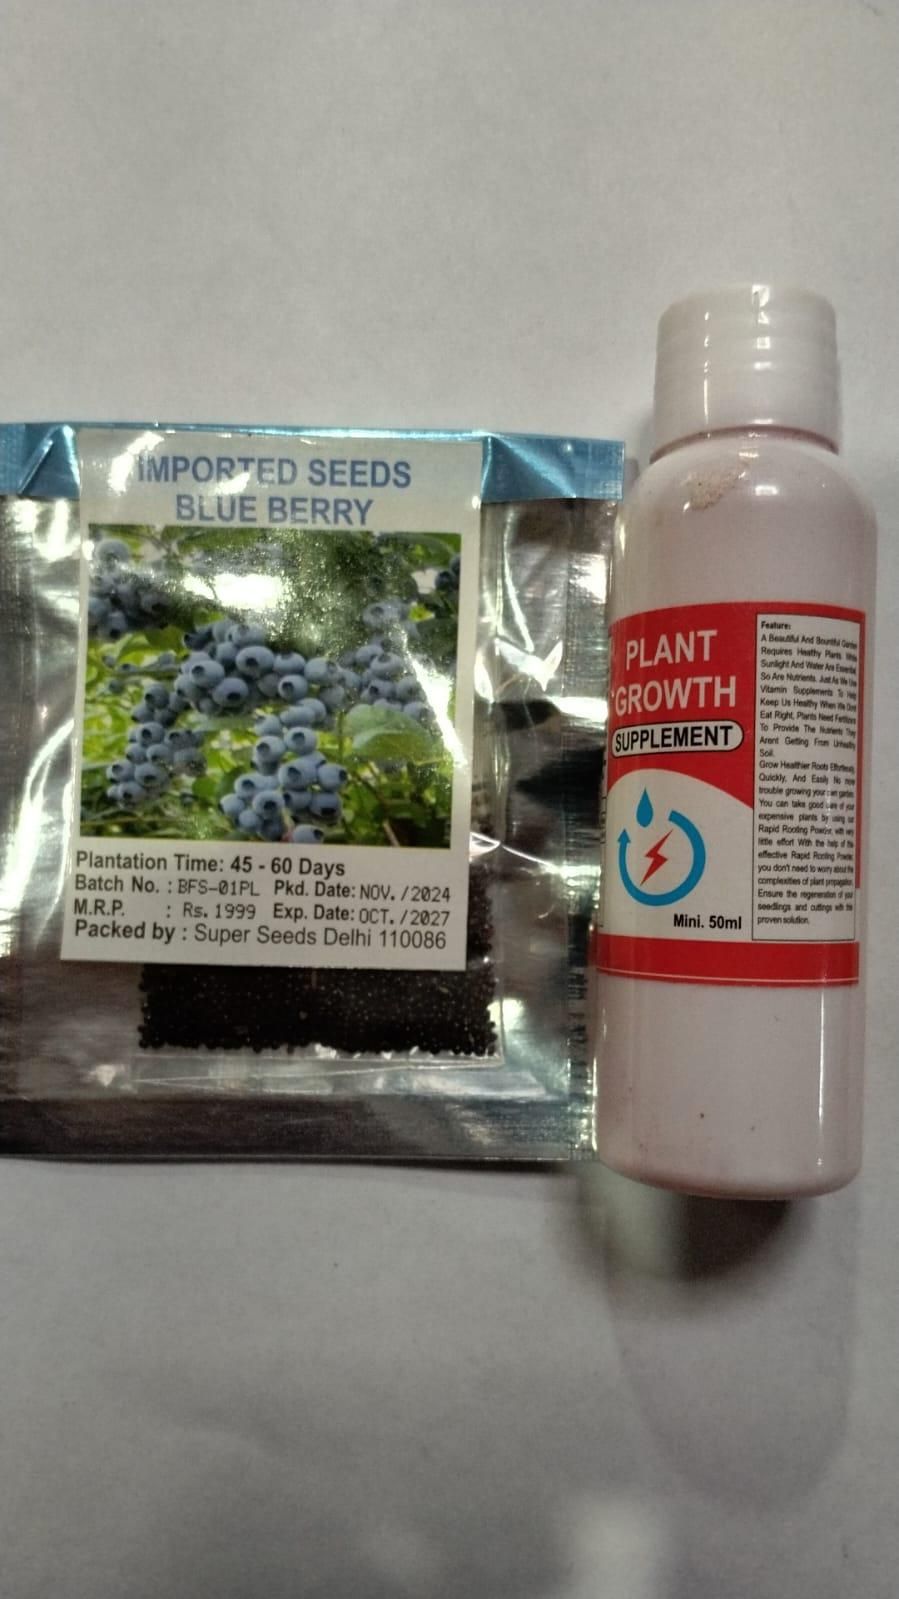 IMPORTED SEEDS
BLUE BERRY
Plantation Time: 45 - 60 Days
Batch No. : BFS-01PL Pkd. Date: NOV. /2024
M.R.P. : Rs. 1999 Exp. Date: OCT. /2027
Packed by : Super Seeds Delhi 110086
PLANT
GROWTH
SUPPLEMENT
Mini. 50ml
Feature:
A Beautiful And Bountiful Garden
Requires Healthy Plants While
Sunlight And Water Are Essential
So Are Nutrients. Just As We Use
Vitamin Supplements To Help
Keep Us Healthy When We Dont
Eat Right, Plants Need Fertilizers
To Provide The Nutrients They
Arent Getting From Unhealthy
Soil.
Grow Healthier Roots Effortlessly,
Quickly, And Easily No more
trouble growing your own garden.
You can take good care of your
expensive plants by using our
Rapid Rooting Powder, with very
little effort With the help of the
effective Rapid Rooting Powder,
you don't need to worry about the
complexities of plant propagation.
Ensure the regeneration of your
seedlings and cuttings with this
proven solution.